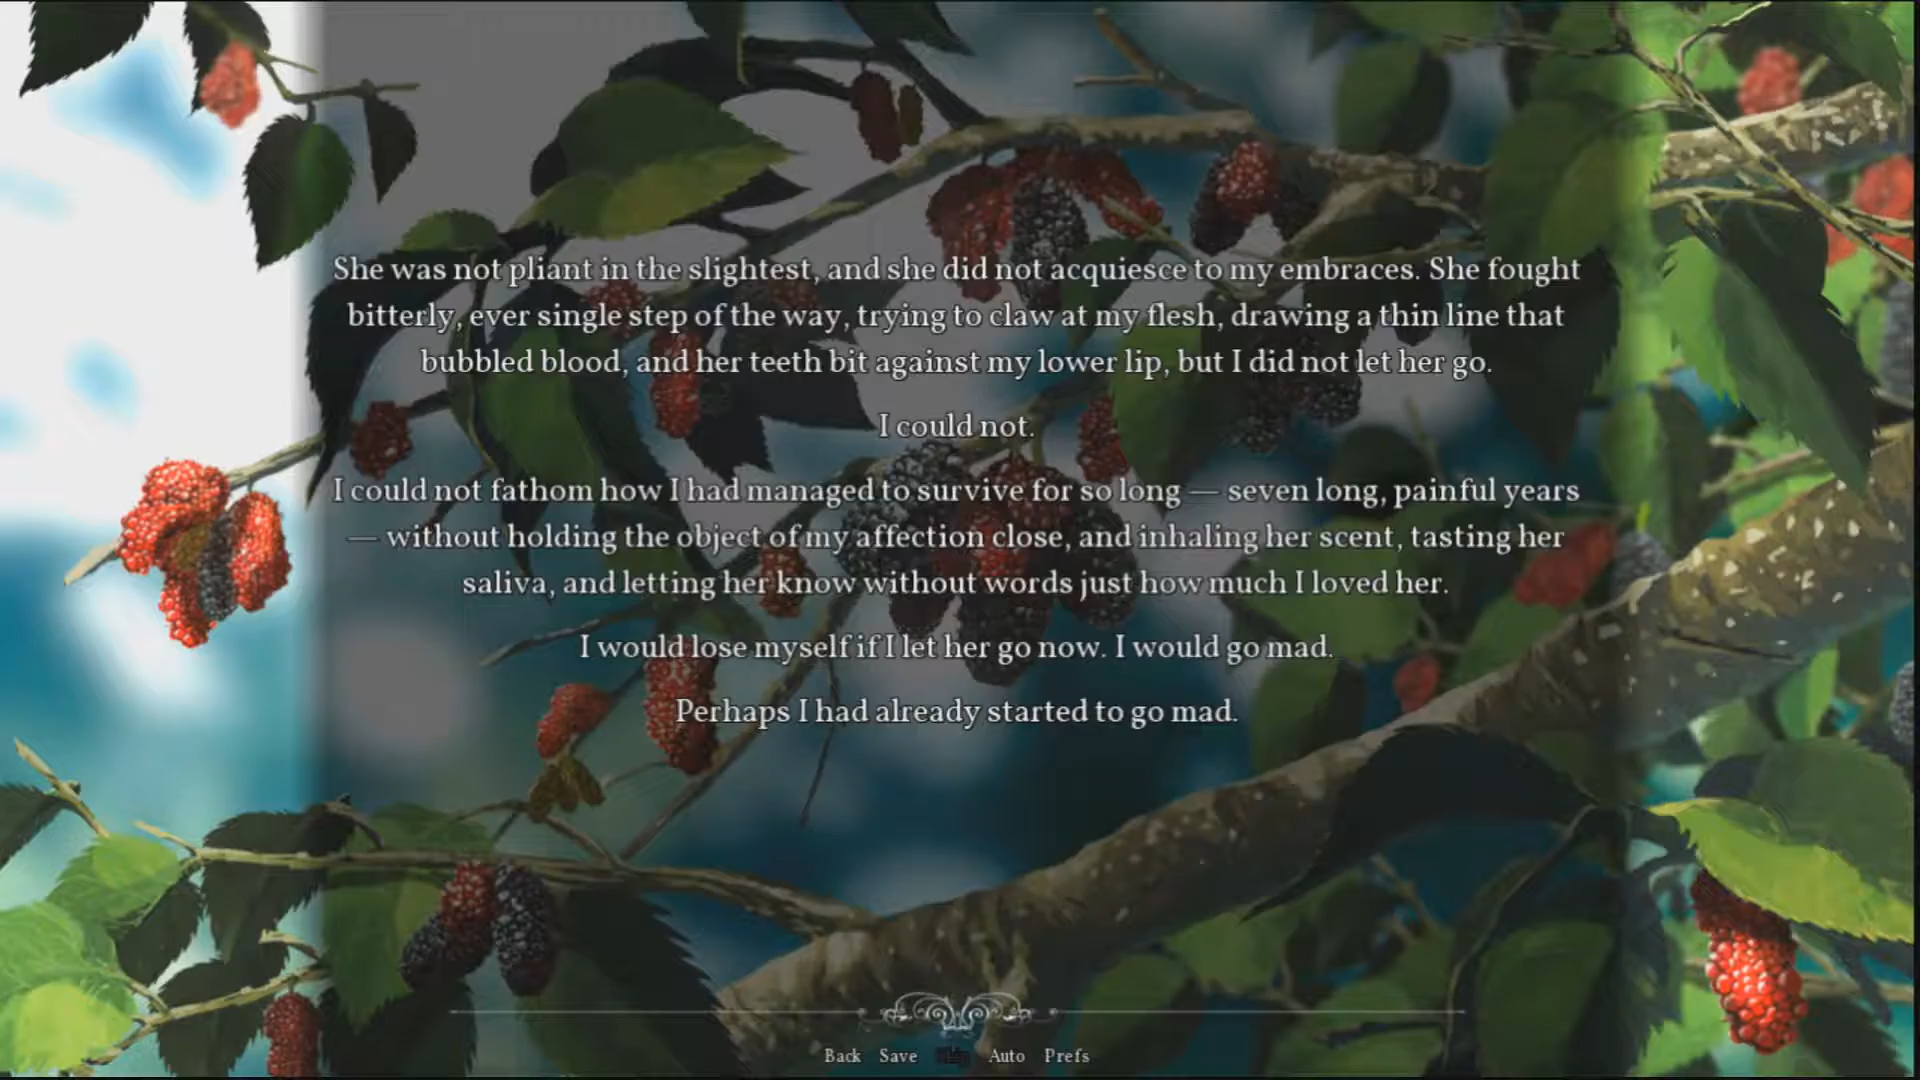 She was not pliant in the slightest, and she did not acquiesce to my embraces. She fought
bitterly, ever single step of the way, trying to claw at my flesh, drawing a thin line that
bubbled blood, and her teeth bit against my lower lip, but I did not let her go.
I could not.
I could not fathom how I had managed to survive for so long — seven long, painful years
— without holding the object of my affection close, and inhaling her scent, tasting her
saliva, and letting her know without words just how much I loved her.
I would lose myself if I let her go now. I would go mad.
Perhaps I had already started to go mad.
Back Save Auto Prefs